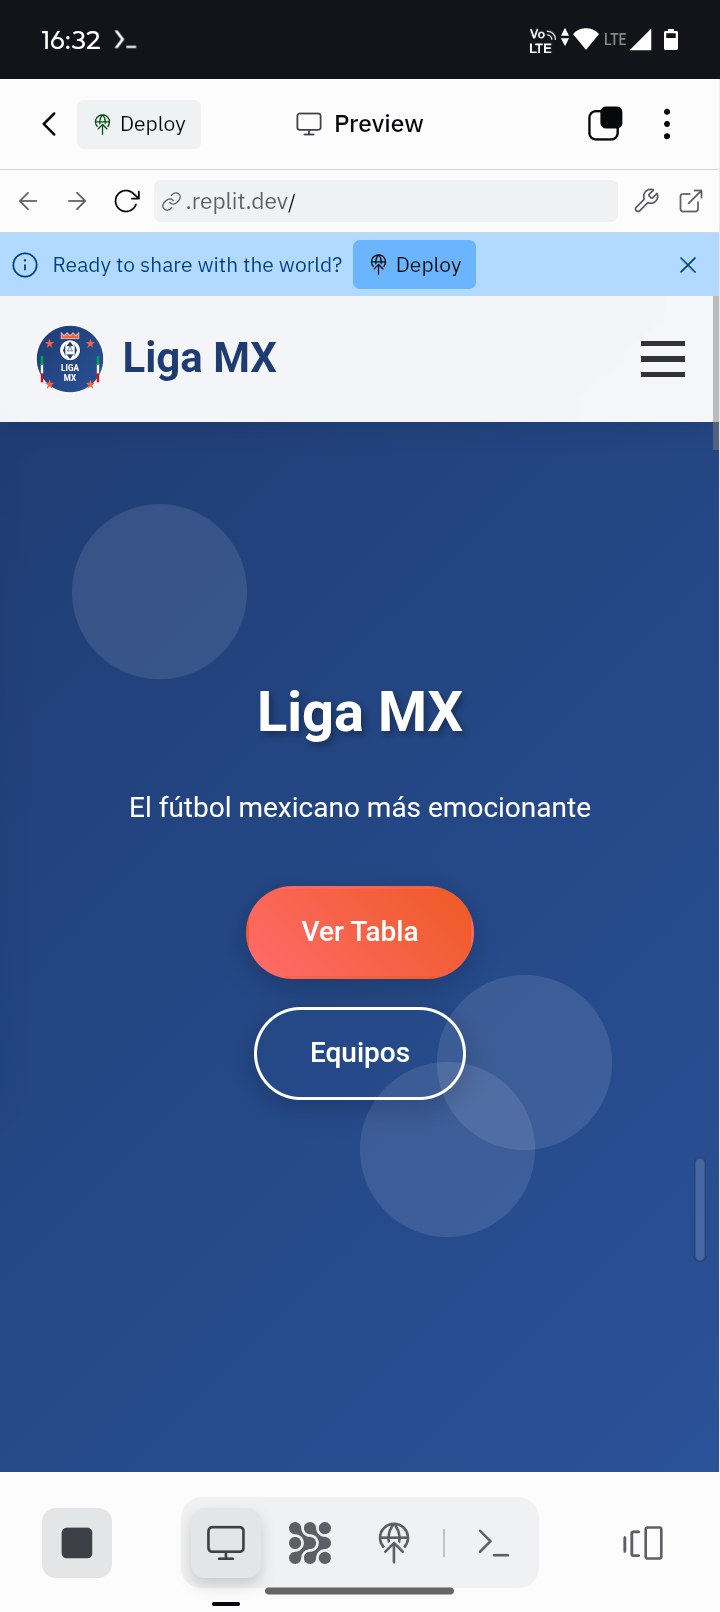 16:32
Vo LTE
LTE
Deploy
Preview
.replit.dev/
Ready to share with the world?
Deploy
LIGA
MX
Liga MX
Liga MX
El fútbol mexicano más emocionante
Ver Tabla
Equipos